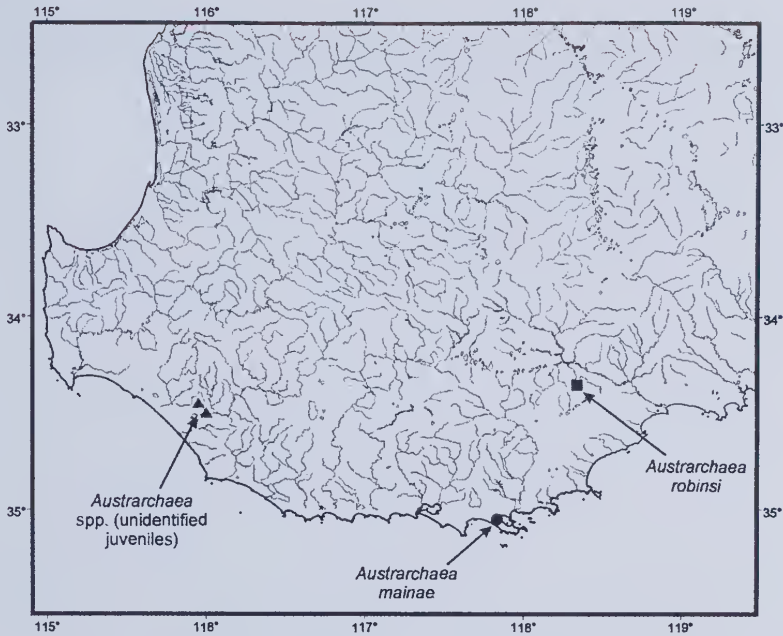 115° 116° 117° 118° 119°
33° 33°
34° 34°
Austrarchaea
robinsi
Austrarchaea
spp. (unidentified
juveniles)
35° 35°
Austrarchaea
mainae
115° 116° 117° 118° 119°